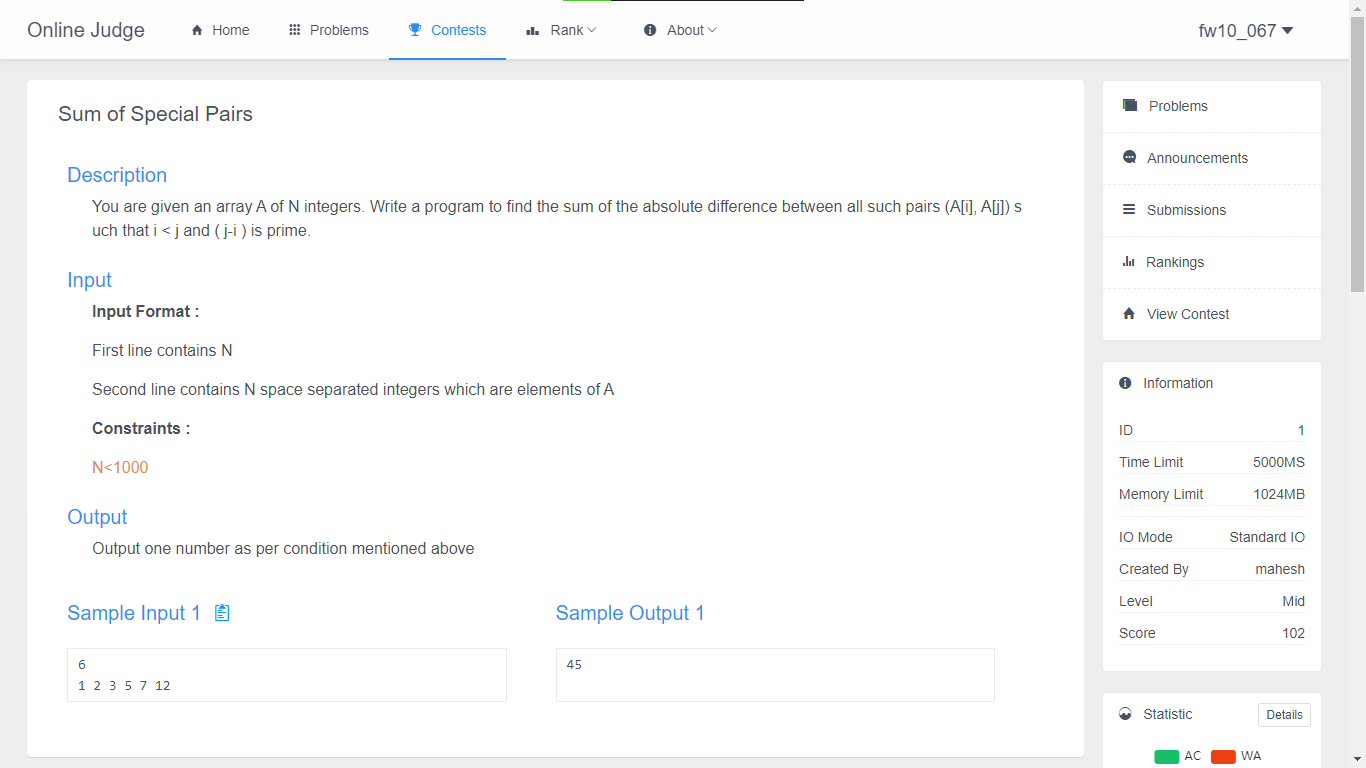 Online Judge
Home
Problems
Contests
Rank
About
fw10_067
Sum of Special Pairs
Description
You are given an array A of N integers. Write a program to find the sum of the absolute difference between all such pairs (A[i], A[j]) s
uch that i < j and ( j-i ) is prime.
Input
Input Format :
First line contains N
Second line contains N space separated integers which are elements of A
Constraints :
N<1000
Output
Output one number as per condition mentioned above
Sample Input 1
6
1 2 3 5 7 12
Sample Output 1
45
Problems
Announcements
Submissions
Rankings
View Contest
Information
ID 1
Time Limit 5000MS
Memory Limit 1024MB
IO Mode Standard IO
Created By mahesh
Level Mid
Score 102
Statistic Details
AC WA